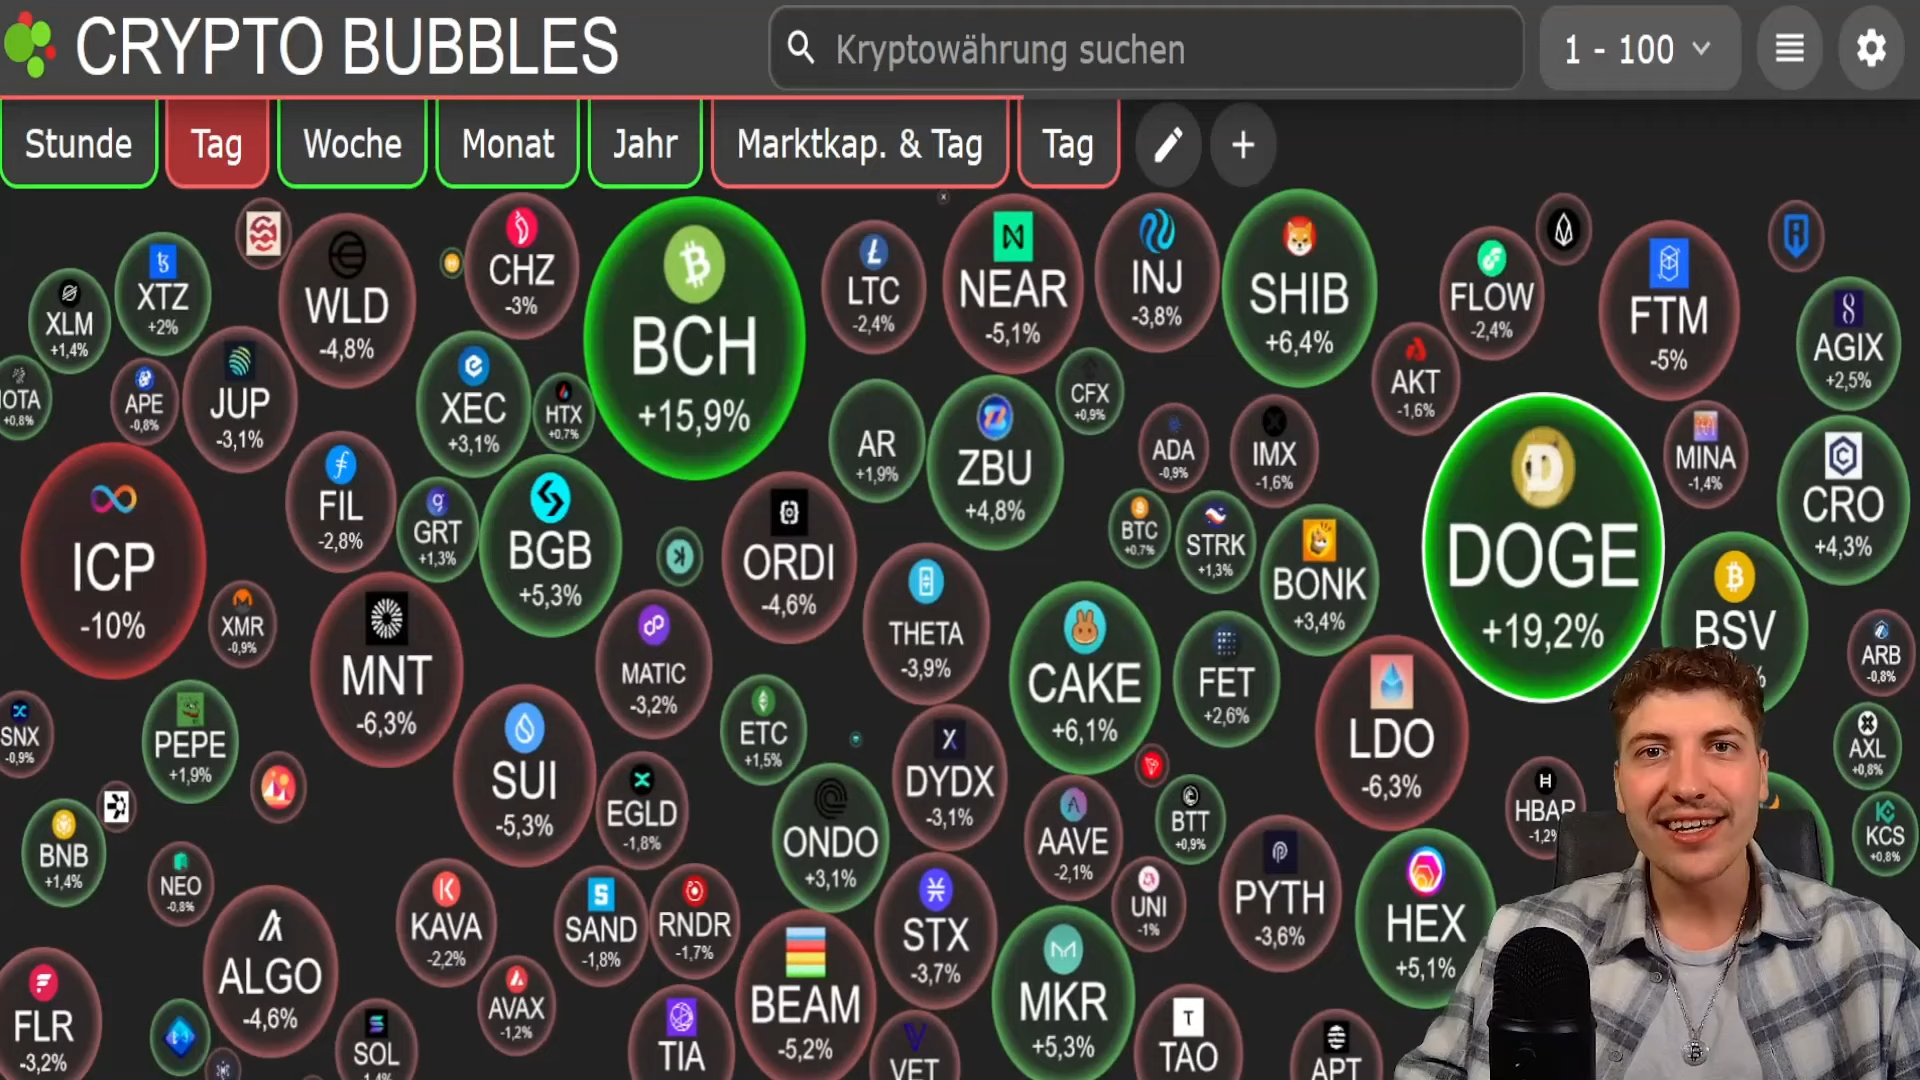 CRYPTO BUBBLES
Kryptowährung suchen
1 - 100
Stunde
Tag
Woche
Monat
Jahr
Marktkap. & Tag
Tag
XLM
+1,4%
XTZ
+2%
WLD
-4,8%
CHZ
-3%
BCH
+15,9%
LTC
-2,4%
NEAR
-5,1%
INJ
-3,8%
SHIB
+6,4%
FLOW
-2,4%
FTM
-5%
AGIX
+2,5%
IOTA
+0,8%
APE
-0,8%
JUP
-3,1%
XEC
+3,1%
HTX
+0,7%
AR
+1,9%
ZBU
+4,8%
CFX
+0,9%
ADA
-0,9%
IMX
-1,6%
AKT
-1,6%
DOGE
+19,2%
MINA
-1,4%
CRO
+4,3%
ICP
-10%
FIL
-2,8%
GRT
+1,3%
BGB
+5,3%
ORDI
-4,6%
BTC
+0,7%
STRK
+1,3%
BONK
+3,4%
BSV
XMR
-0,9%
MNT
-6,3%
MATIC
-3,2%
THETA
-3,9%
CAKE
+6,1%
FET
+2,6%
LDO
-6,3%
ARB
-0,8%
SNX
-0,9%
PEPE
+1,9%
SUI
-5,3%
ETC
+1,5%
DYDX
-3,1%
AXL
+0,8%
BNB
+1,4%
EGLD
-1,8%
ONDO
+3,1%
AAVE
-2,1%
BTT
+0,9%
HBAR
-1,2%
KCS
+0,8%
NEO
-0,8%
KAVA
-2,2%
SAND
-1,8%
RNDR
-1,7%
STX
-3,7%
UNI
-1%
PYTH
-3,6%
HEX
+5,1%
ALGO
-4,6%
FLR
-3,2%
AVAX
-1,2%
BEAM
-5,2%
MKR
+5,3%
SOL
TIA
VET
TAO
APT